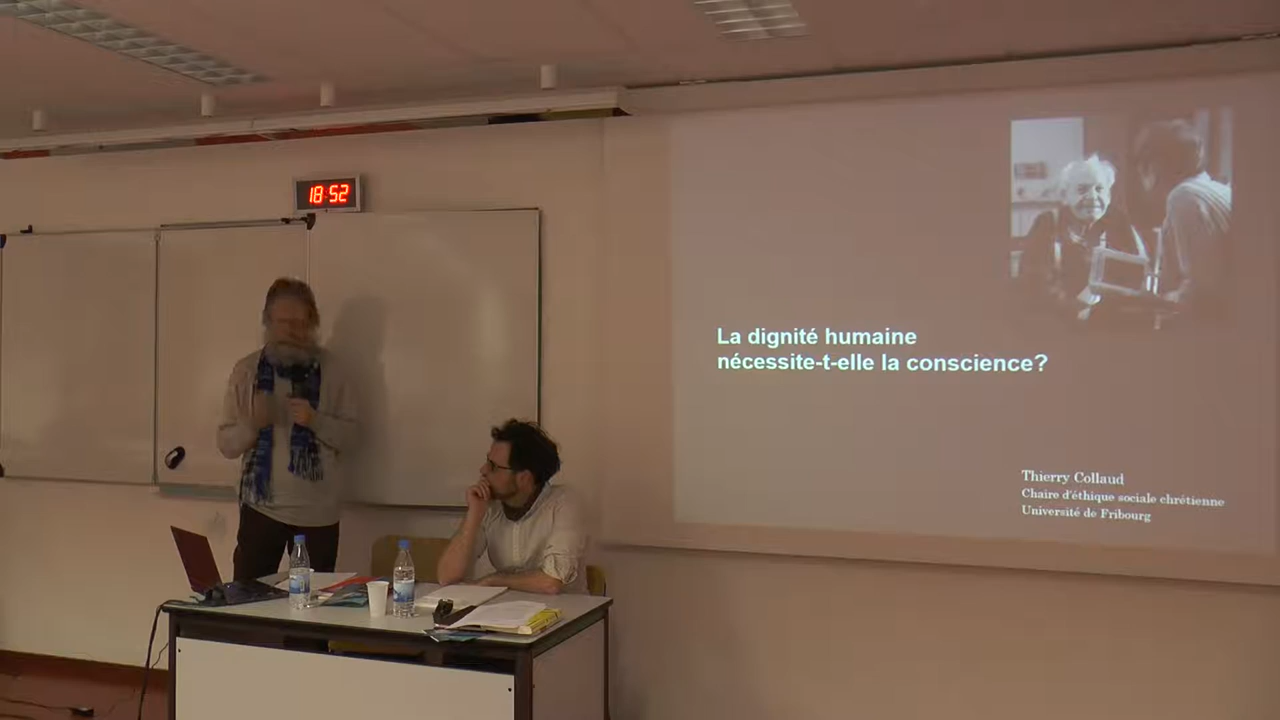 18:52
La dignité humaine
nécessite-t-elle la conscience?
Thierry Collaud
Chaire d'éthique sociale chrétienne
Université de Fribourg